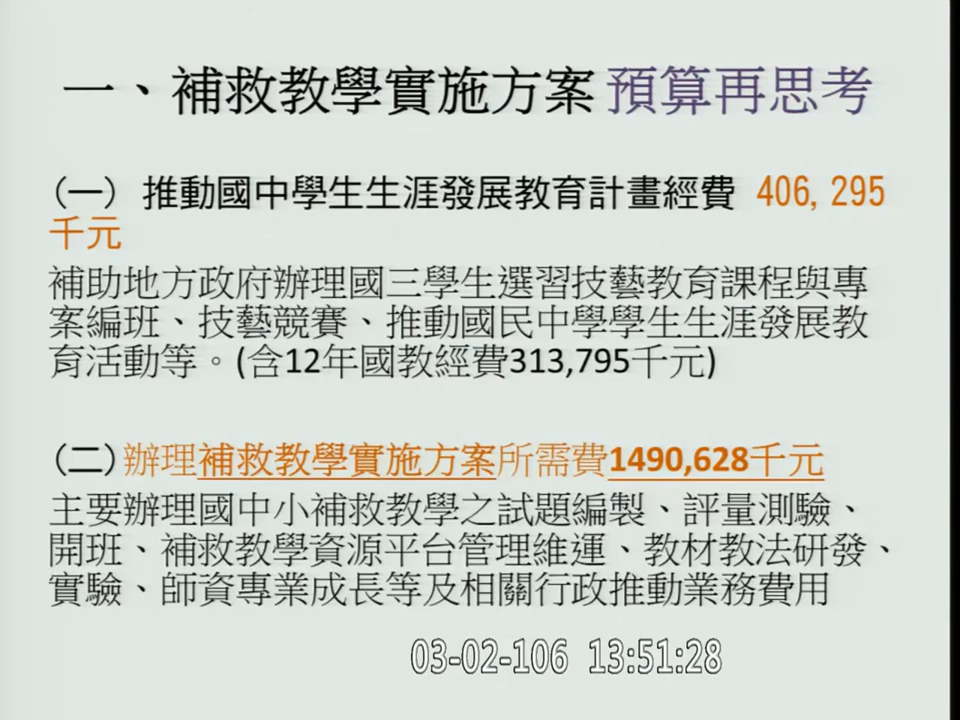 一、補救教學實施方案 預算再思考
(一) 推動國中學生生涯發展教育計畫經費 406, 295
千元
補助地方政府辦理國三學生選習技藝教育課程與專
案編班、技藝競賽、推動國民中學學生生涯發展教
育活動等。(含12年國教經費313,795千元)
(二)辦理補救教學實施方案所需費1490,628千元
主要辦理國中小補救教學之試題編製、評量測驗、
開班、補救教學資源平台管理維運、教材教法研發、
實驗、師資專業成長等及相關行政推動業務費用
03-02-106 13:51:28